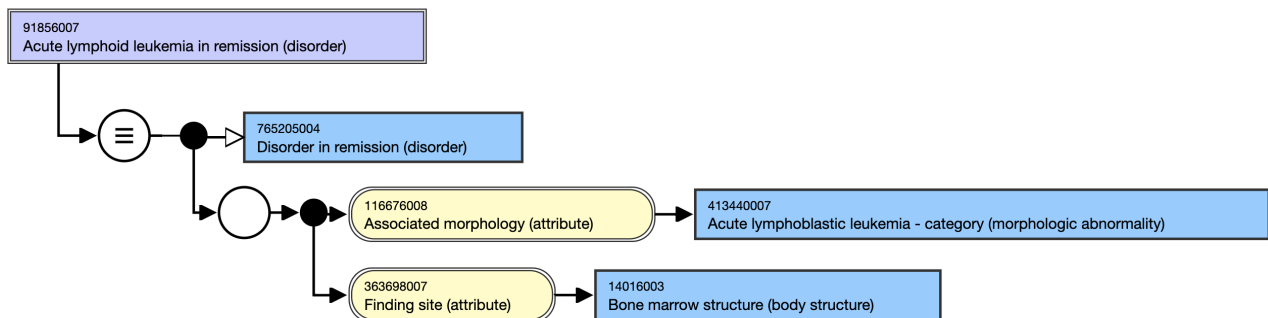 91856007
Acute lymphoid leukemia in remission (disorder)
765205004
Disorder in remission (disorder)
116676008
Associated morphology (attribute)
413440007
Acute lymphoblastic leukemia - category (morphologic abnormality)
363698007
Finding site (attribute)
14016003
Bone marrow structure (body structure)